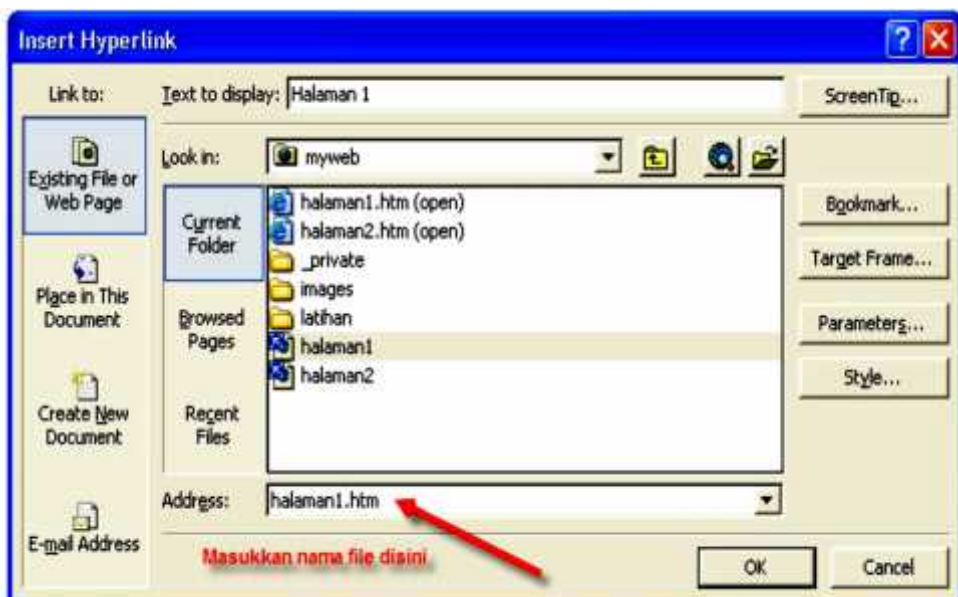 Insert Hyperlink
Link to:
Text to display: Halaman 1
ScreenTip...
Existing File or Web Page
Look in: myweb
Current Folder
halaman1.htm (open)
halaman2.htm (open)
_private
images
latihan
halaman1
halaman2
Bookmark...
Target Frame...
Parameters...
Style...
Place in This Document
Browsed Pages
Create New Document
Recent Files
E-mail Address
Address: halaman1.htm
Masukkan nama file disini
OK
Cancel